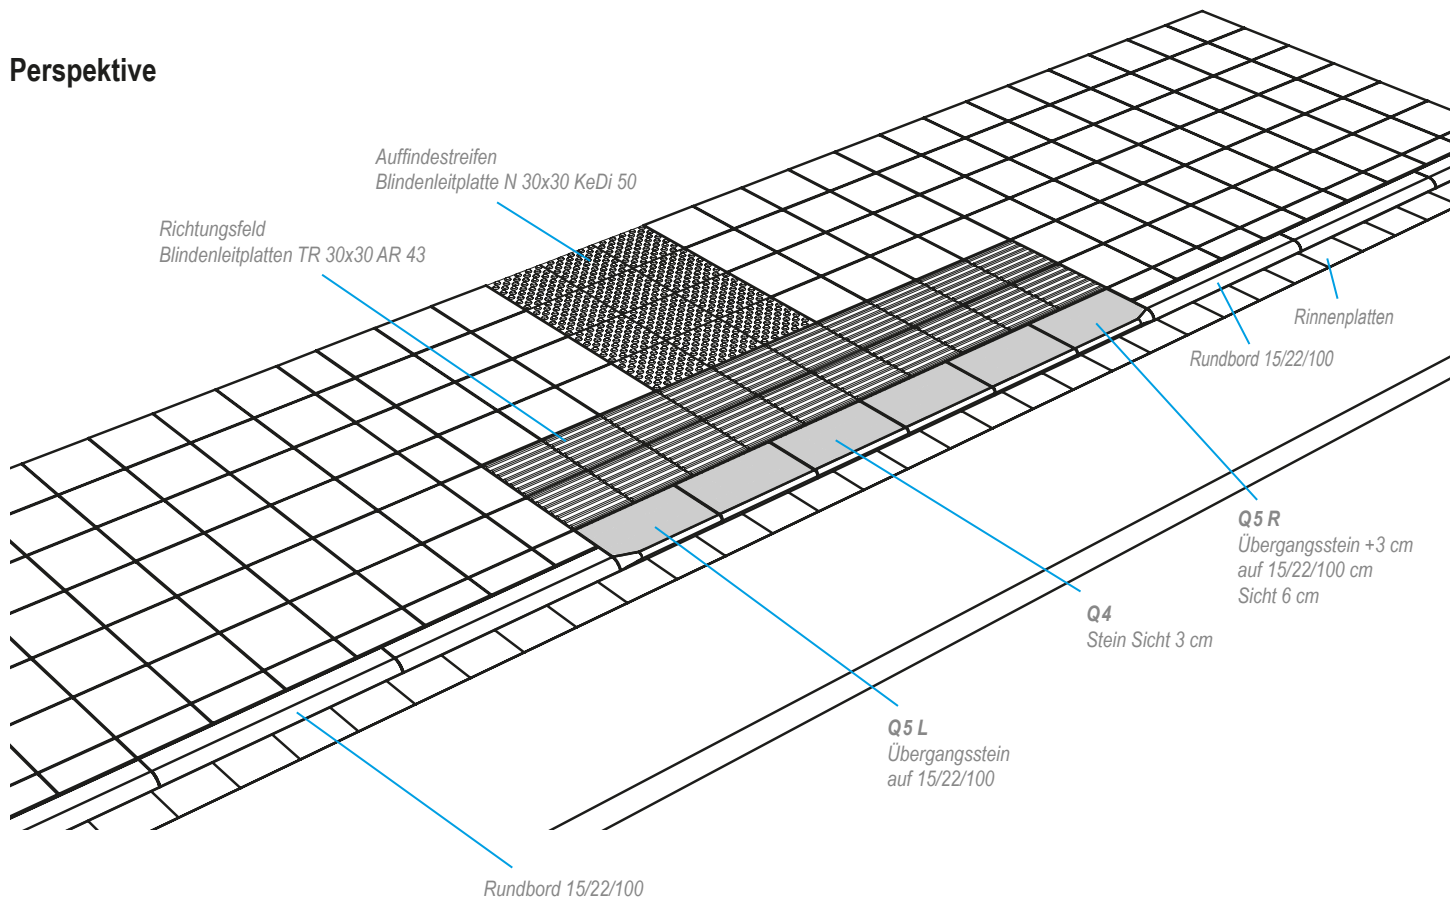 Perspektive
Auffindestreifen
Blindenleitplatte N 30x30 KeDi 50
Richtungsfeld
Blindenleitplatten TR 30x30 AR 43
Rinnenplatten
Rundbord 15/22/100
Q5 R
Übergangsstein +3 cm
auf 15/22/100 cm
Sicht 6 cm
Q4
Stein Sicht 3 cm
Q5 L
Übergangsstein
auf 15/22/100
Rundbord 15/22/100